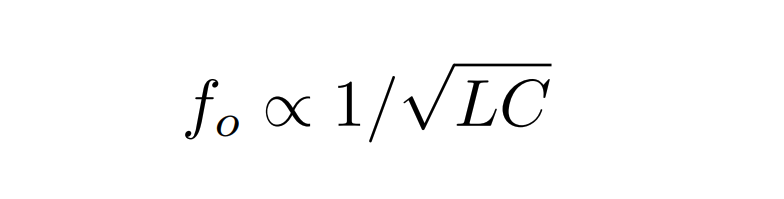 f_o ∝ 1/√LC